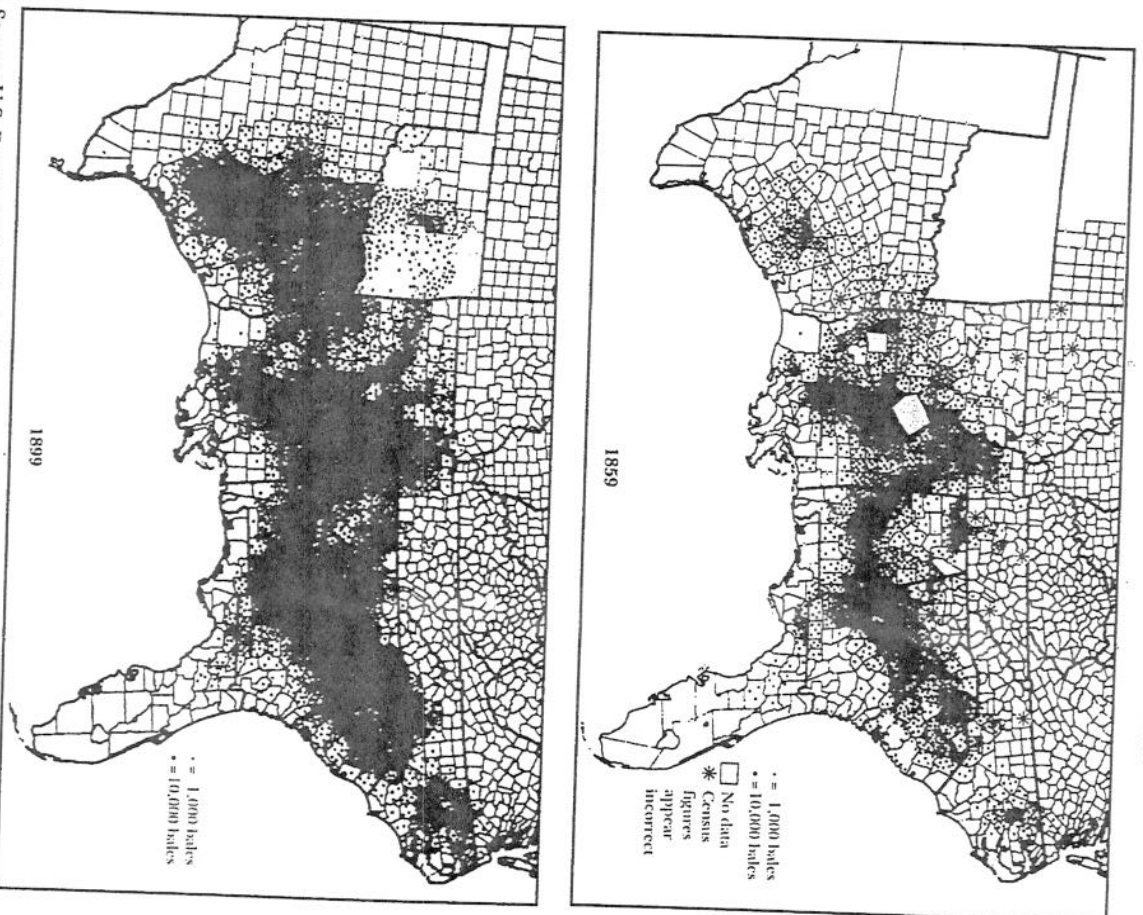 1859
· = 1,000 bales
• = 10,000 bales
No data
Census
figures
appear
incorrect
1899
· = 1,000 bales
• = 10,000 bales